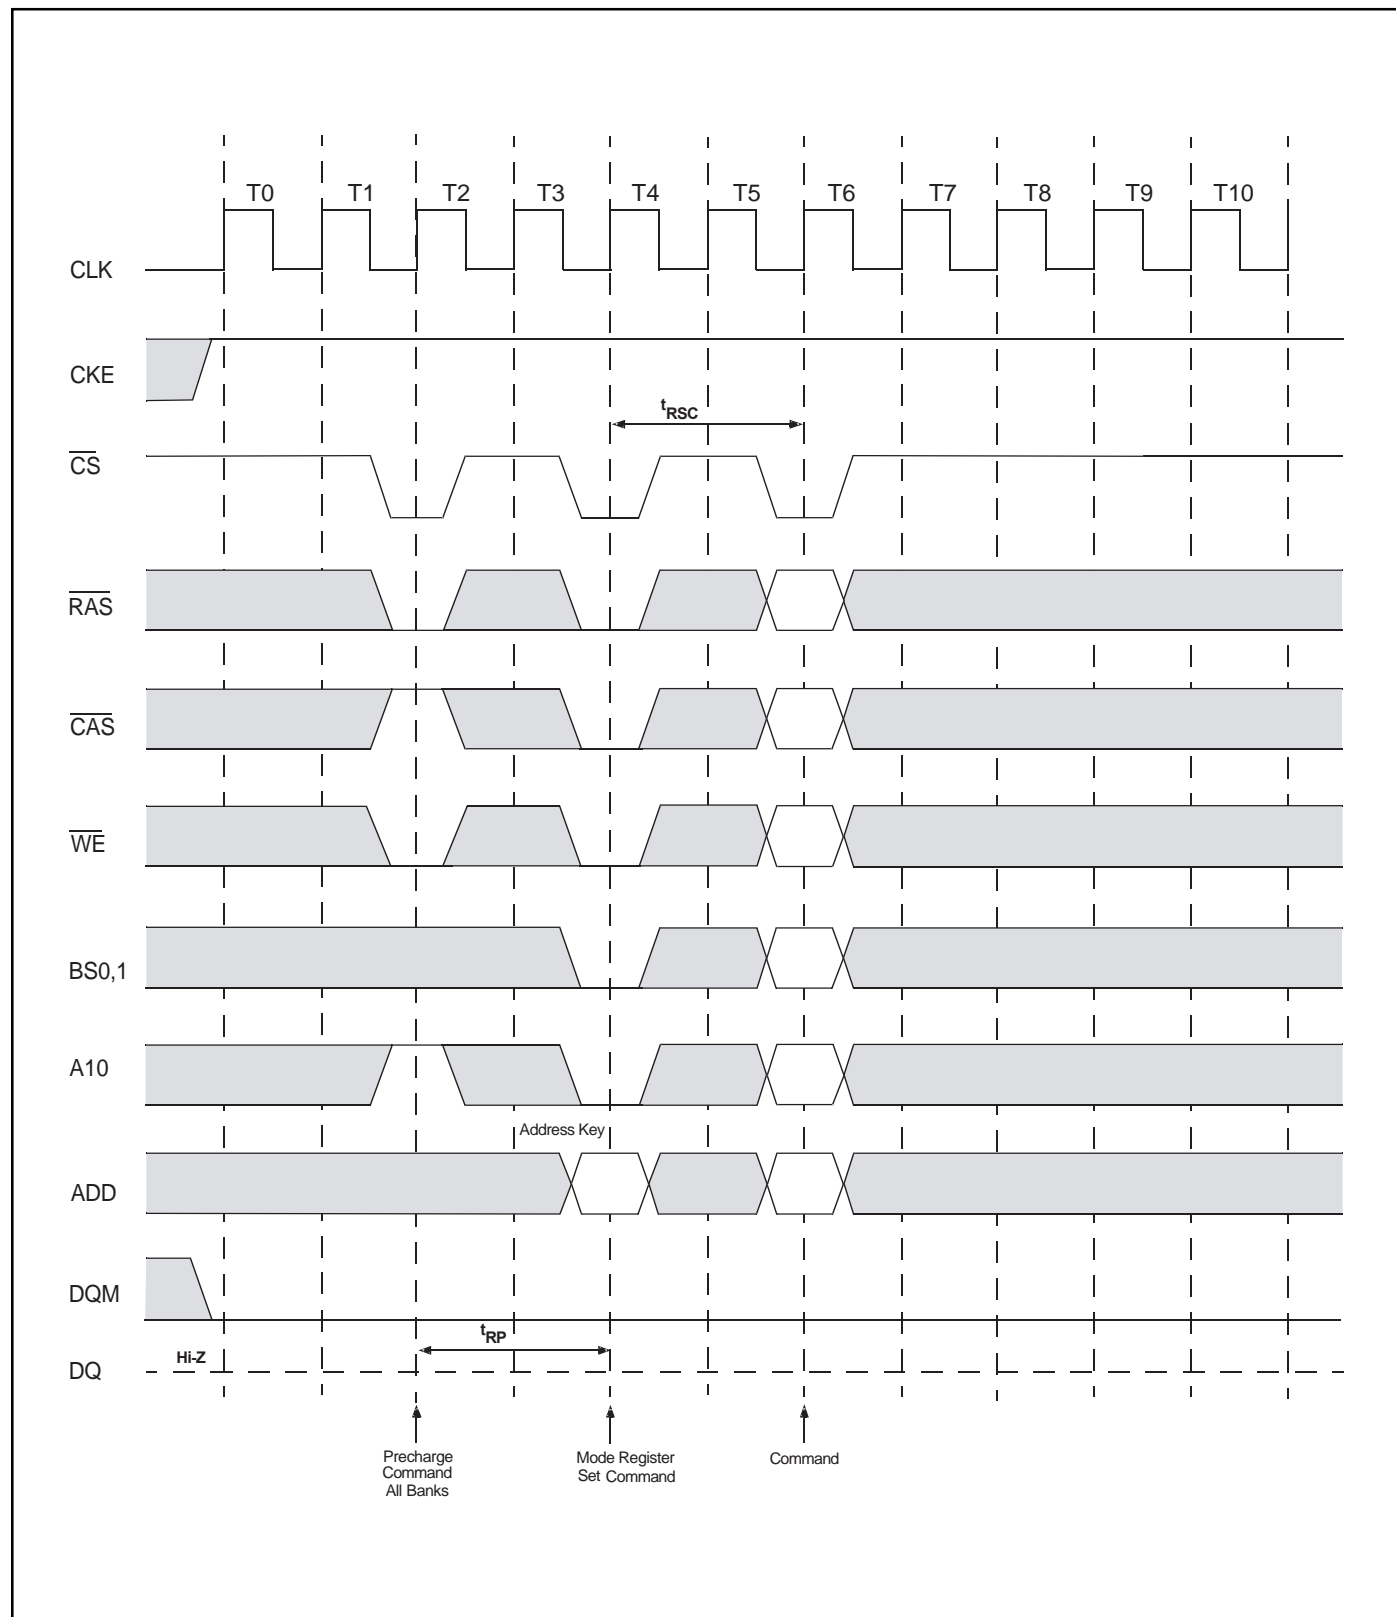 T0 T1 T2 T3 T4 T5 T6 T7 T8 T9 T10
CLK
CKE
tRSC
CS
RAS
CAS
WE
BS0,1
A10
Address Key
ADD
DQM
tRP
Hi-Z
DQ
Precharge
Command
All Banks
Mode Register
Set Command
Command